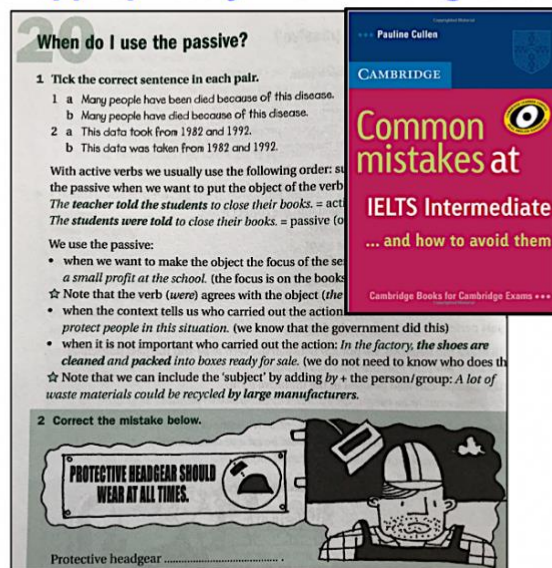 20
When do I use the passive?
1 Tick the correct sentence in each pair.
1 a Many people have been died because of this disease.
b Many people have died because of this disease.
2 a This data took from 1982 and 1992.
b This data was taken from 1982 and 1992.
With active verbs we usually use the following order: su
the passive when we want to put the object of the verb
The teacher told the students to close their books. = acti
The students were told to close their books. = passive (o
We use the passive:
• when we want to make the object the focus of the se
a small profit at the school. (the focus is on the books
☆ Note that the verb (were) agrees with the object (the
• when the context tells us who carried out the action
protect people in this situation. (we know that the government did this)
• when it is not important who carried out the action: In the factory, the shoes are
cleaned and packed into boxes ready for sale. (we do not need to know who does th
☆ Note that we can include the 'subject' by adding by + the person/group: A lot of
waste materials could be recycled by large manufacturers.
2 Correct the mistake below.
PROTECTIVE HEADGEAR SHOULD
WEAR AT ALL TIMES.
Protective headgear .................................... .
Pauline Cullen
CAMBRIDGE
Common
mistakes at
IELTS Intermediate
... and how to avoid them
Cambridge Books for Cambridge Exams